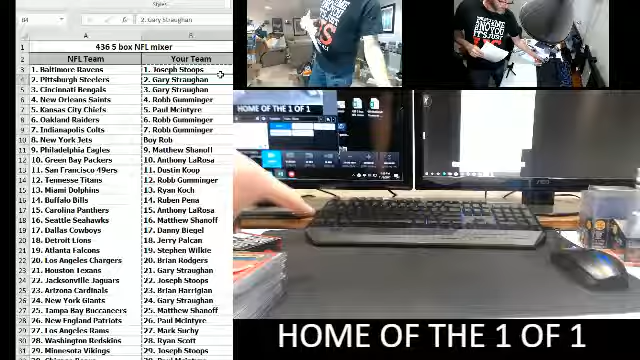 B4
2. Gary Straughan
436 5 box NFL mixer
NFL Team Your Team
1. Baltimore Ravens 1. Joseph Stoops
2. Pittsburgh Steelers 2. Gary Straughan
3. Cincinnati Bengals 3. Gary Straughan
4. New Orleans Saints 4. Robb Gumminger
5. Kansas City Chiefs 5. Paul Mcintyre
6. Oakland Raiders 6. Robb Gumminger
7. Indianapolis Colts 7. Robb Gumminger
8. New York Jets Boy Rob
9. Philadelphia Eagles 9. Matthew Shanoff
10. Green Bay Packers 10. Anthony LaRosa
11. San Francisco 49ers 11. Dustin Koop
12. Tennesse Titans 12. Robb Gumminger
13. Miami Dolphins 13. Ryan Koch
14. Buffalo Bills 14. Ruben Pena
15. Carolina Panthers 15. Anthony LaRosa
16. Seattle Seahawks 16. Matthew Shanoff
17. Dallas Cowboys 17. Danny Biegel
18. Detroit Lions 18. Jerry Palcan
19. Atlanta Falcons 19. Stephen Wilkie
20. Los Angeles Chargers 20. Brian Rodgers
21. Houston Texans 21. Gary Straughan
22. Jacksonville Jaguars 22. Joseph Stoops
23. Arizona Cardinals 23. Brian Harrigian
24. New York Giants 24. Gary Straughan
25. Tampa Bay Buccaneers 25. Matthew Shanoff
26. New England Patriots 26. Paul Mcintyre
27. Los Angeles Rams 27. Mark Suchy
28. Washington Redskins 28. Ryan Scott
29. Minnesota Vikings 29. Joseph Stoops
HOME OF THE 1 OF 1
HOME OF THE 1 OF 1